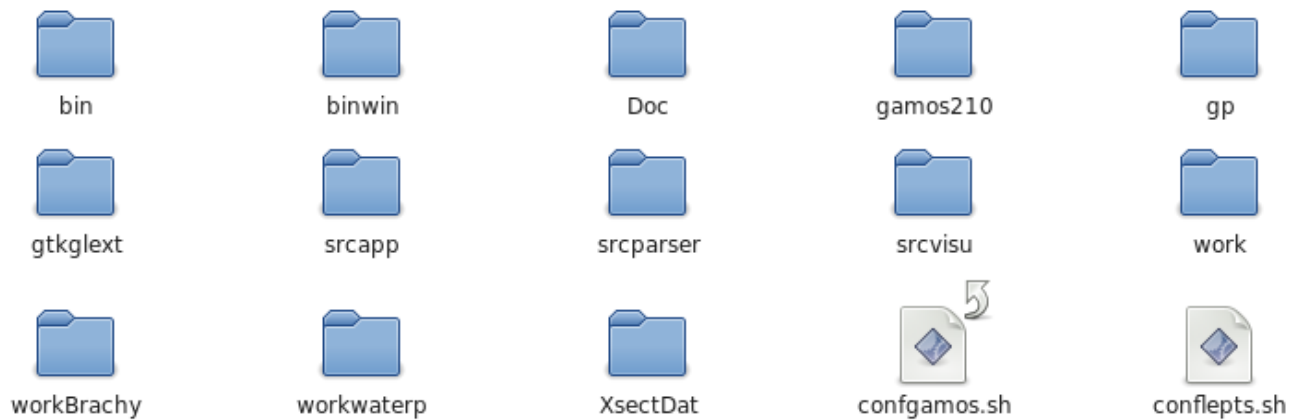 bin
binwin
Doc
gamos210
gp
gtkglext
srcapp
srcparser
srcvisu
work
workBrachy
workwaterp
XsectDat
confgamos.sh
conflepts.sh